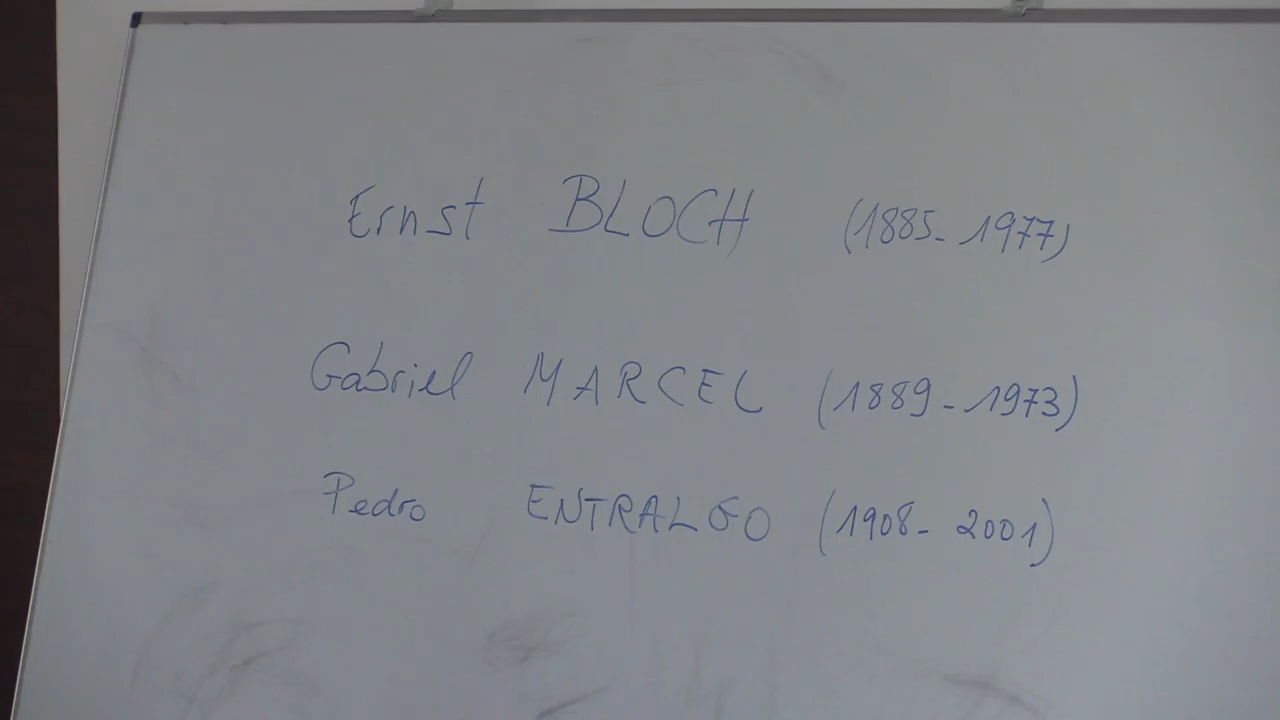 Ernst BLOCH (1885-1977)
Gabriel MARCEL (1889-1973)
Pedro ENTRALGO (1908-2001)